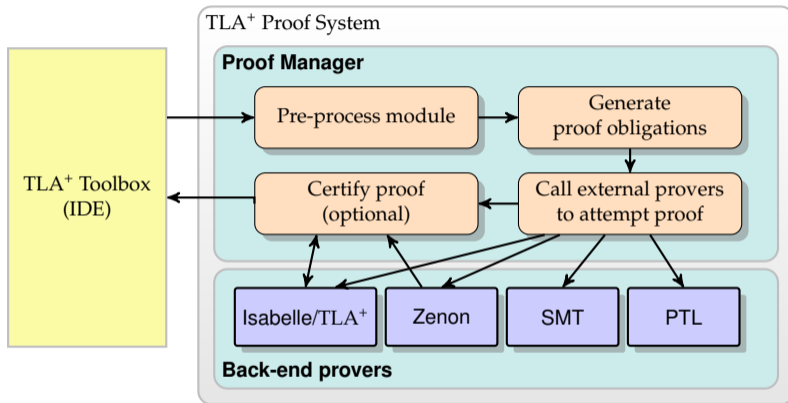 TLA⁺ Proof System
Proof Manager
Pre-process module
Generate
proof obligations
TLA⁺ Toolbox
(IDE)
Certify proof
(optional)
Call external provers
to attempt proof
Isabelle/TLA⁺
Zenon
SMT
PTL
Back-end provers